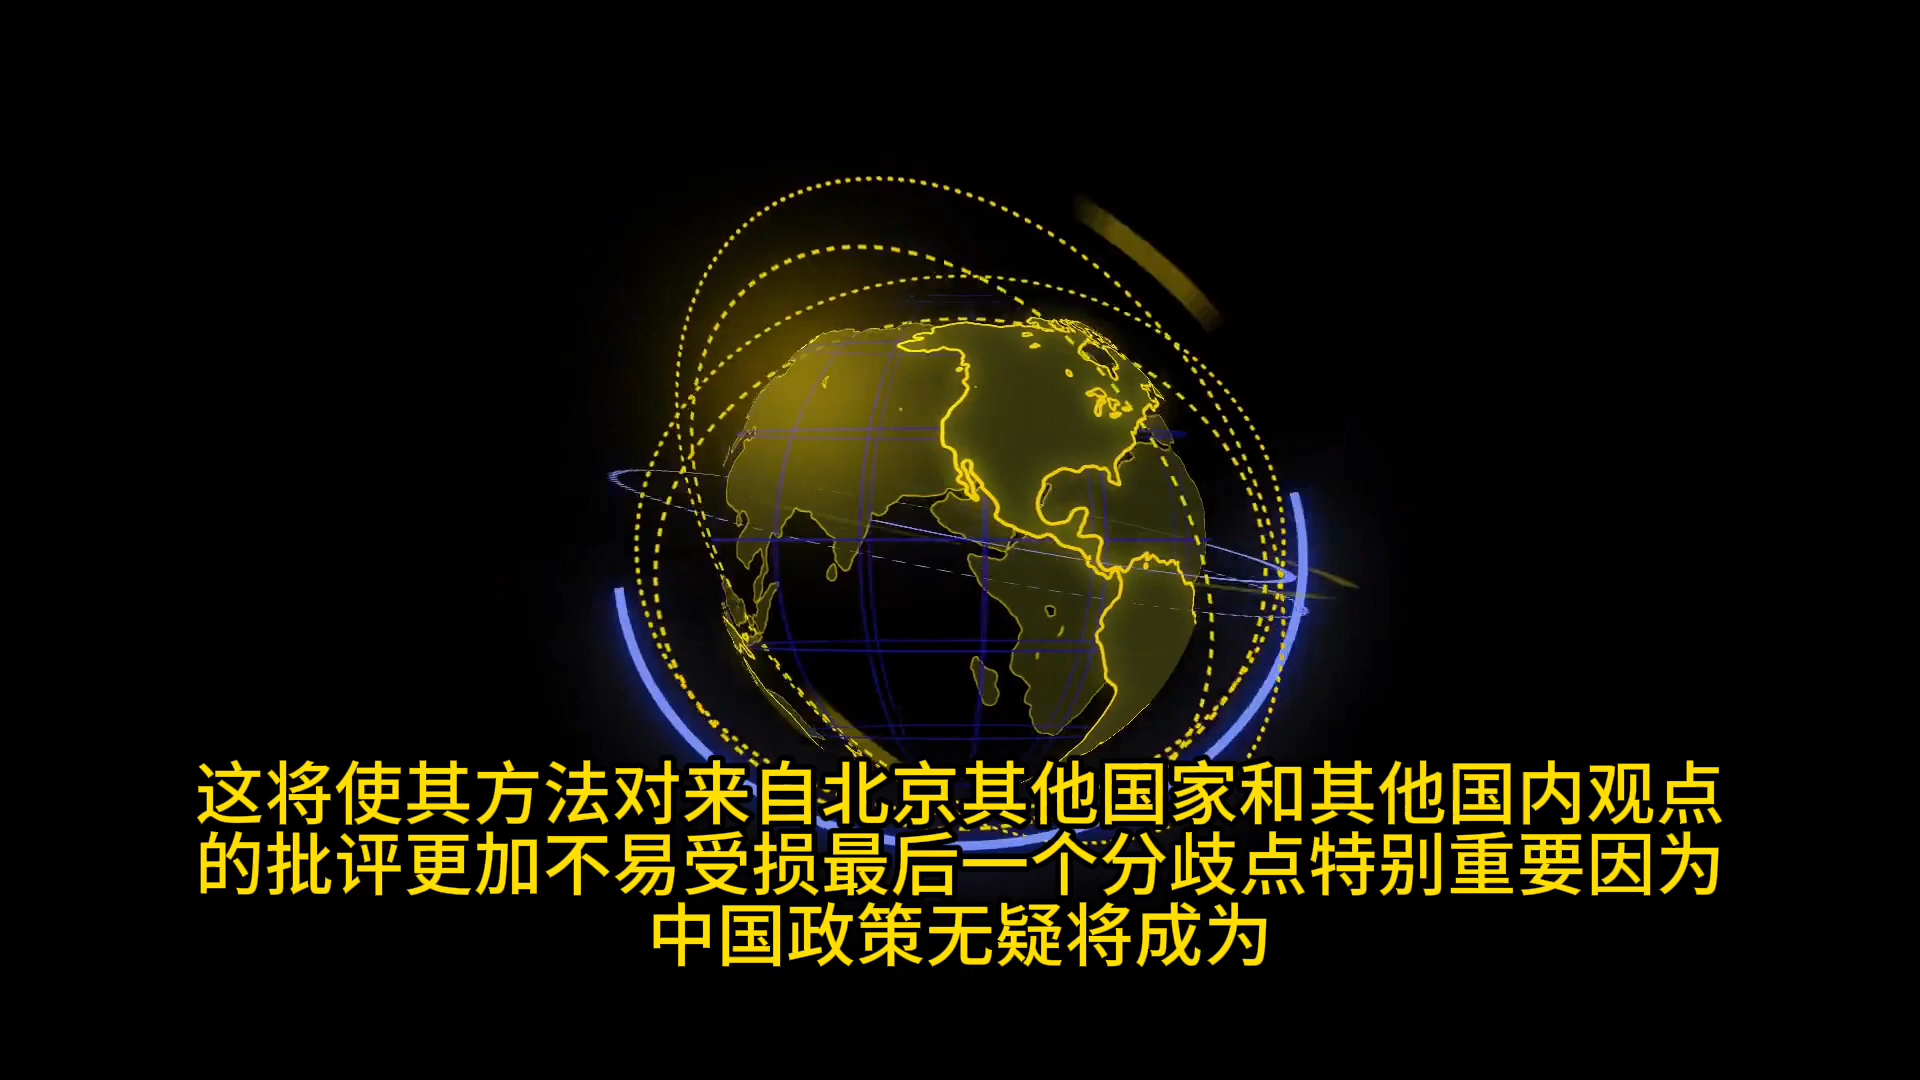 这将使其方法对来自北京其他国家和其他国内观点
的批评更加不易受损最后一个分歧点特别重要因为
中国政策无疑将成为